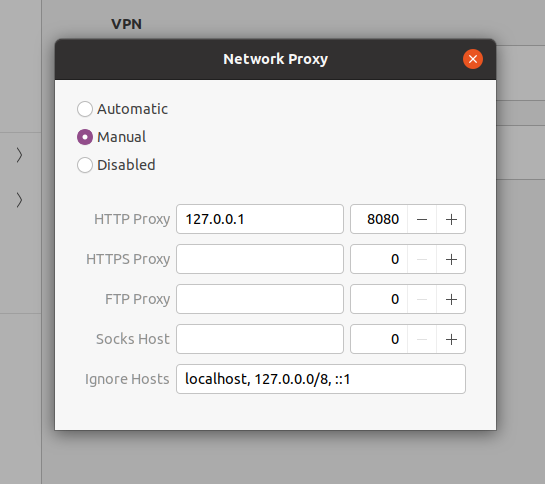 VPN
Network Proxy
Automatic
Manual
Disabled
HTTP Proxy 127.0.0.1 8080 − +
HTTPS Proxy 0 − +
FTP Proxy 0 − +
Socks Host 0 − +
Ignore Hosts localhost, 127.0.0.0/8, ::1